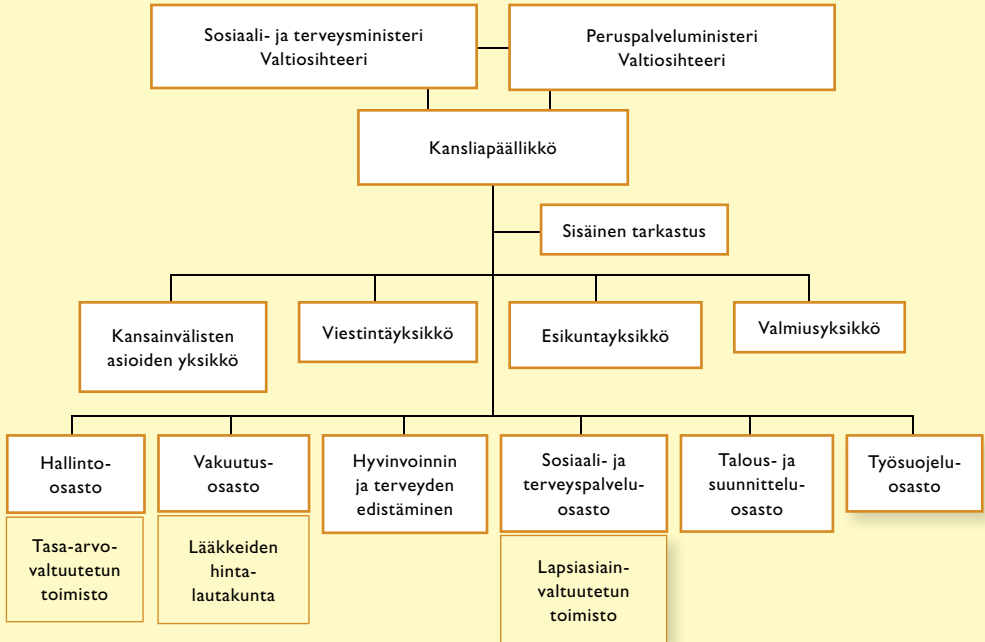 Sosiaali- ja terveysministeri
Valtiosihteeri
Peruspalveluministeri
Valtiosihteeri
Kansliapäällikkö
Sisäinen tarkastus
Kansainvälisten
asioiden yksikkö
Viestintäyksikkö
Esikuntayksikkö
Valmiusyksikkö
Hallinto-
osasto
Vakuutus-
osasto
Hyvinvoinnin
ja terveyden
edistäminen
Sosiaali- ja
terveyspalvelu-
osasto
Talous- ja
suunnittelu-
osasto
Työsuojelu-
osasto
Tasa-arvo-
valtuutetun
toimisto
Lääkkeiden
hinta-
lautakunta
Lapsiasiain-
valtuutetun
toimisto